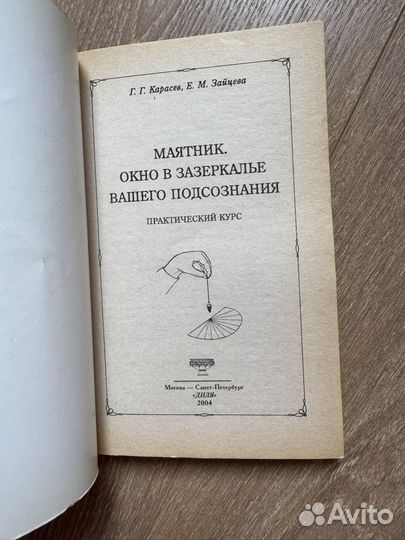 Г. Г. Карасев, Е. М. Зайцева
МАЯТНИК.
ОКНО В ЗАЗЕРКАЛЬЕ
ВАШЕГО ПОДСОЗНАНИЯ
ПРАКТИЧЕСКИЙ КУРС
Москва — Санкт-Петербург
«ДИЛЯ»
2004
Avito